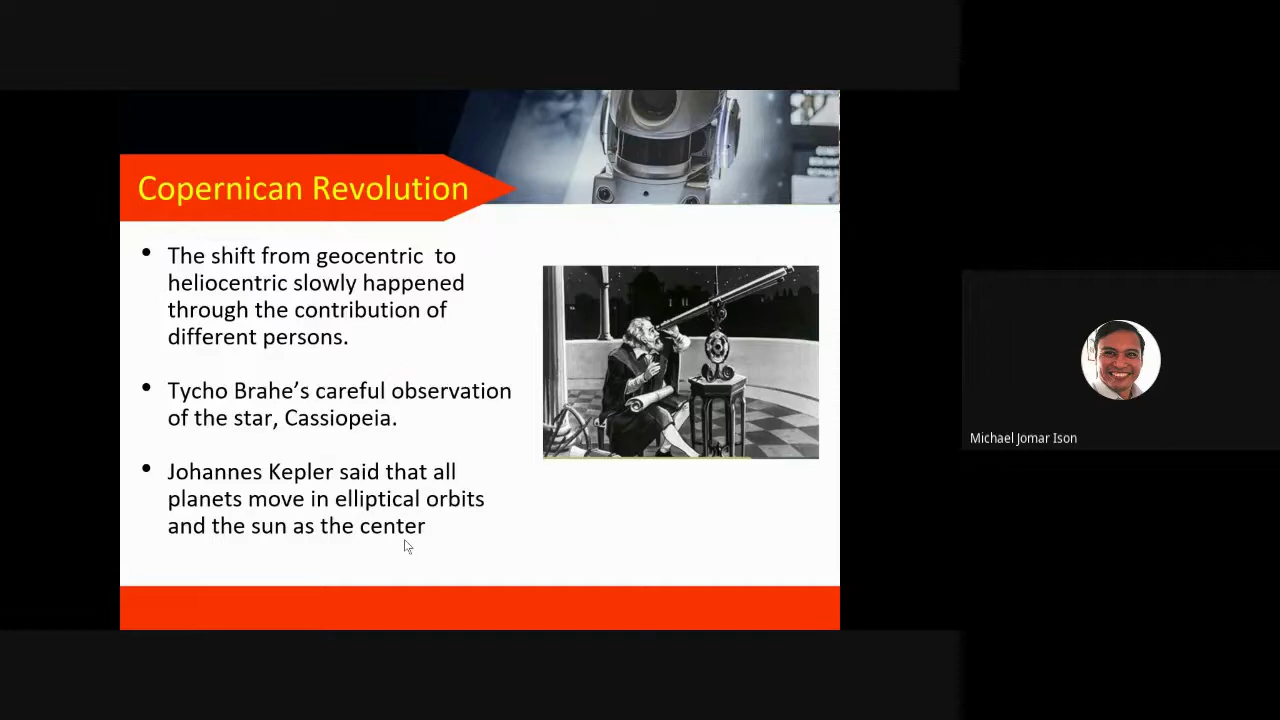 Copernican Revolution
• The shift from geocentric  to
heliocentric slowly happened
through the contribution of
different persons.
• Tycho Brahe’s careful observation
of the star, Cassiopeia.
• Johannes Kepler said that all
planets move in elliptical orbits
and the sun as the center
Michael Jomar Ison